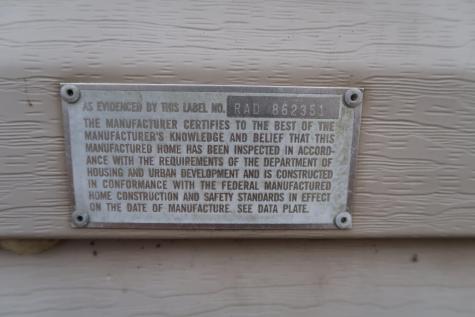 AS EVIDENCED BY THIS LABEL NO. RAD 862351
THE MANUFACTURER CERTIFIES TO THE BEST OF THE
MANUFACTURER'S KNOWLEDGE AND BELIEF THAT THIS
MANUFACTURED HOME HAS BEEN INSPECTED IN ACCORD-
ANCE WITH THE REQUIREMENTS OF THE DEPARTMENT OF
HOUSING AND URBAN DEVELOPMENT AND IS CONSTRUCTED
IN CONFORMANCE WITH THE FEDERAL MANUFACTURED
HOME CONSTRUCTION AND SAFETY STANDARDS IN EFFECT
ON THE DATE OF MANUFACTURE. SEE DATA PLATE.